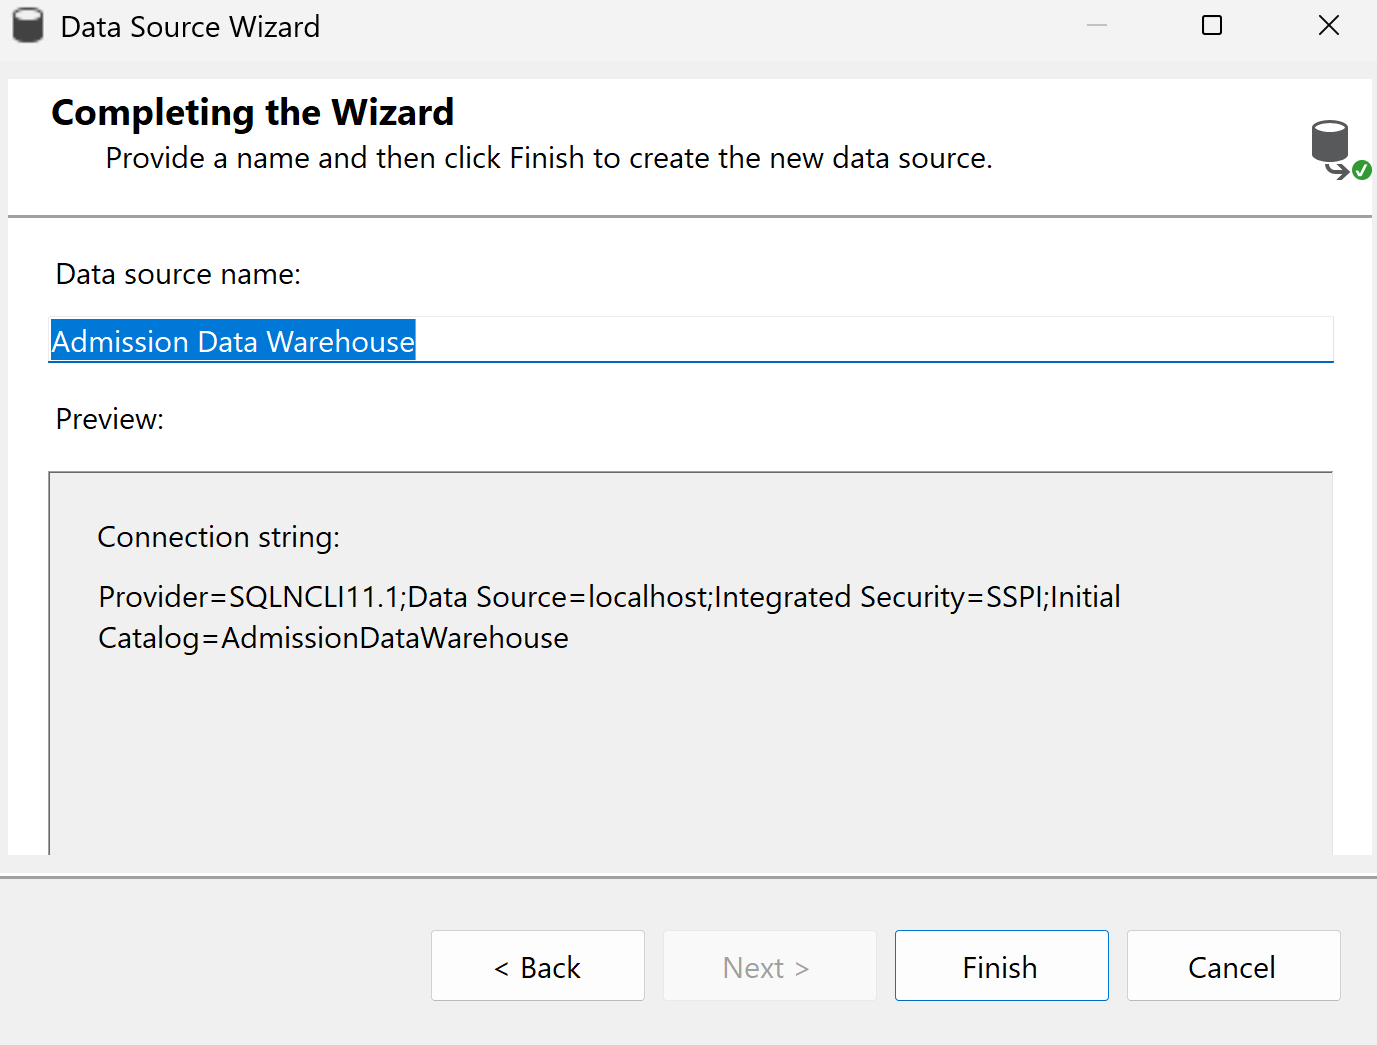 Data Source Wizard
Completing the Wizard
Provide a name and then click Finish to create the new data source.
Data source name:
Admission Data Warehouse
Preview:
Connection string:
Provider=SQLNCLI11.1;Data Source=localhost;Integrated Security=SSPI;Initial
Catalog=AdmissionDataWarehouse
< Back
Next >
Finish
Cancel